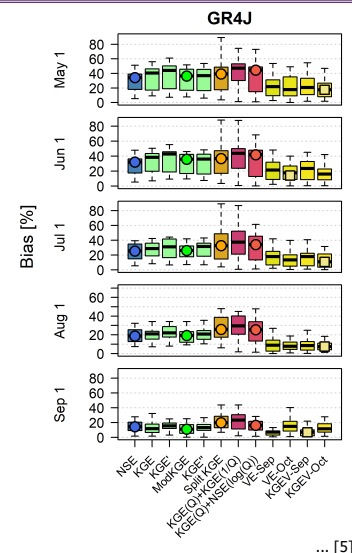 GR4J
Bias [%]
May 1
80
60
40
20
0
Jun 1
80
60
40
20
0
Jul 1
80
60
40
20
0
Aug 1
60
40
20
0
Sep 1
80
60
40
20
0
NSE
KGE
KGE'
ModKGE
KGE"
Split KGE
KGE(Q)+KGE(1/Q)
KGE(Q)+NSE(log(Q))
VE-Sep
VE-Oct
KGEV-Sep
KGEV-Oct
... [5]